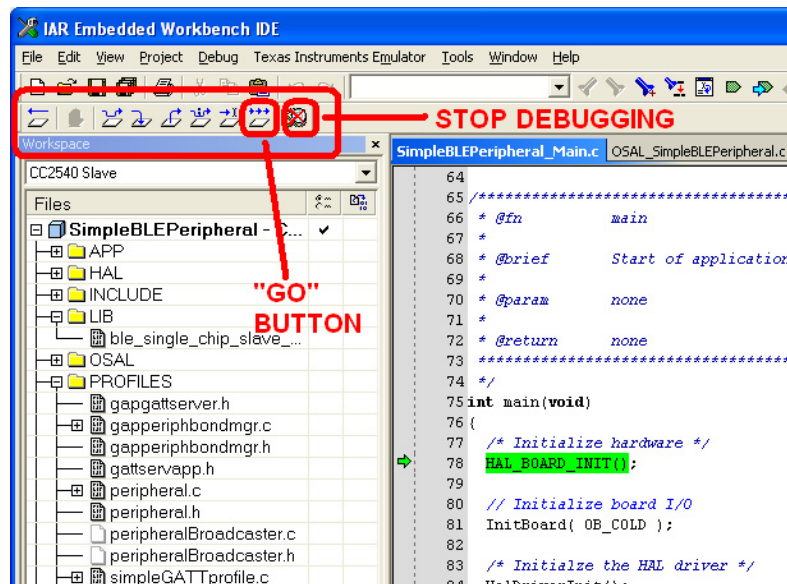 IAR Embedded Workbench IDE
File Edit View Project Debug Texas Instruments Emulator Tools Window Help
STOP DEBUGGING
Workspace
CC2540 Slave
Files
SimpleBLEPeripheral - C...
APP
HAL
INCLUDE
LIB
ble_single_chip_slave_...
OSAL
PROFILES
gapgattserver.h
gapperiphbondmgr.c
gapperiphbondmgr.h
gattservapp.h
peripheral.c
peripheral.h
peripheralBroadcaster.c
peripheralBroadcaster.h
simpleGATTprofile.c
"GO"
BUTTON
SimpleBLEPeripheral_Main.c OSAL_SimpleBLEPeripheral.c
64
65 /***************************************
66 * @fn main
67 *
68 * @brief Start of application
69 *
70 * @param none
71 *
72 * @return none
73 ***************************************
74 */
75 int main(void)
76 {
77 /* Initialize hardware */
78 HAL_BOARD_INIT();
79
80 // Initialize board I/O
81 InitBoard( OB_COLD );
82
83 /* Initialze the HAL driver */
84 HalDriverInit();